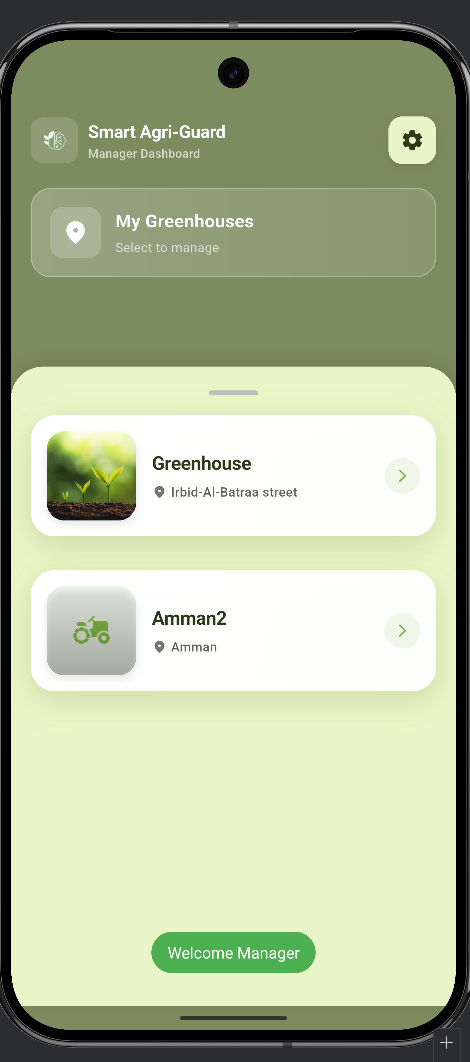 Smart Agri-Guard
Manager Dashboard
My Greenhouses
Select to manage
Greenhouse
Irbid-Al-Batraa street
Amman2
Amman
Welcome Manager